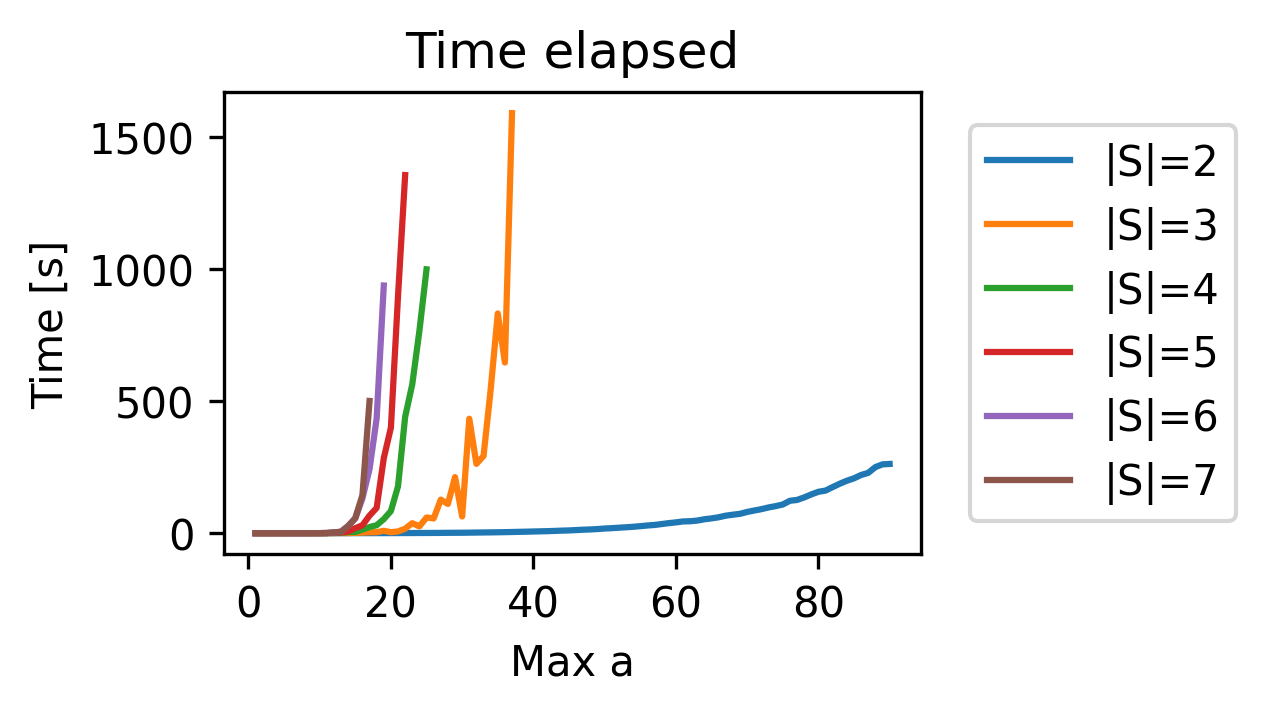 Time elapsed
Time [s]
1500
1000
500
0
0 20 40 60 80
Max a
|S|=2
|S|=3
|S|=4
|S|=5
|S|=6
|S|=7